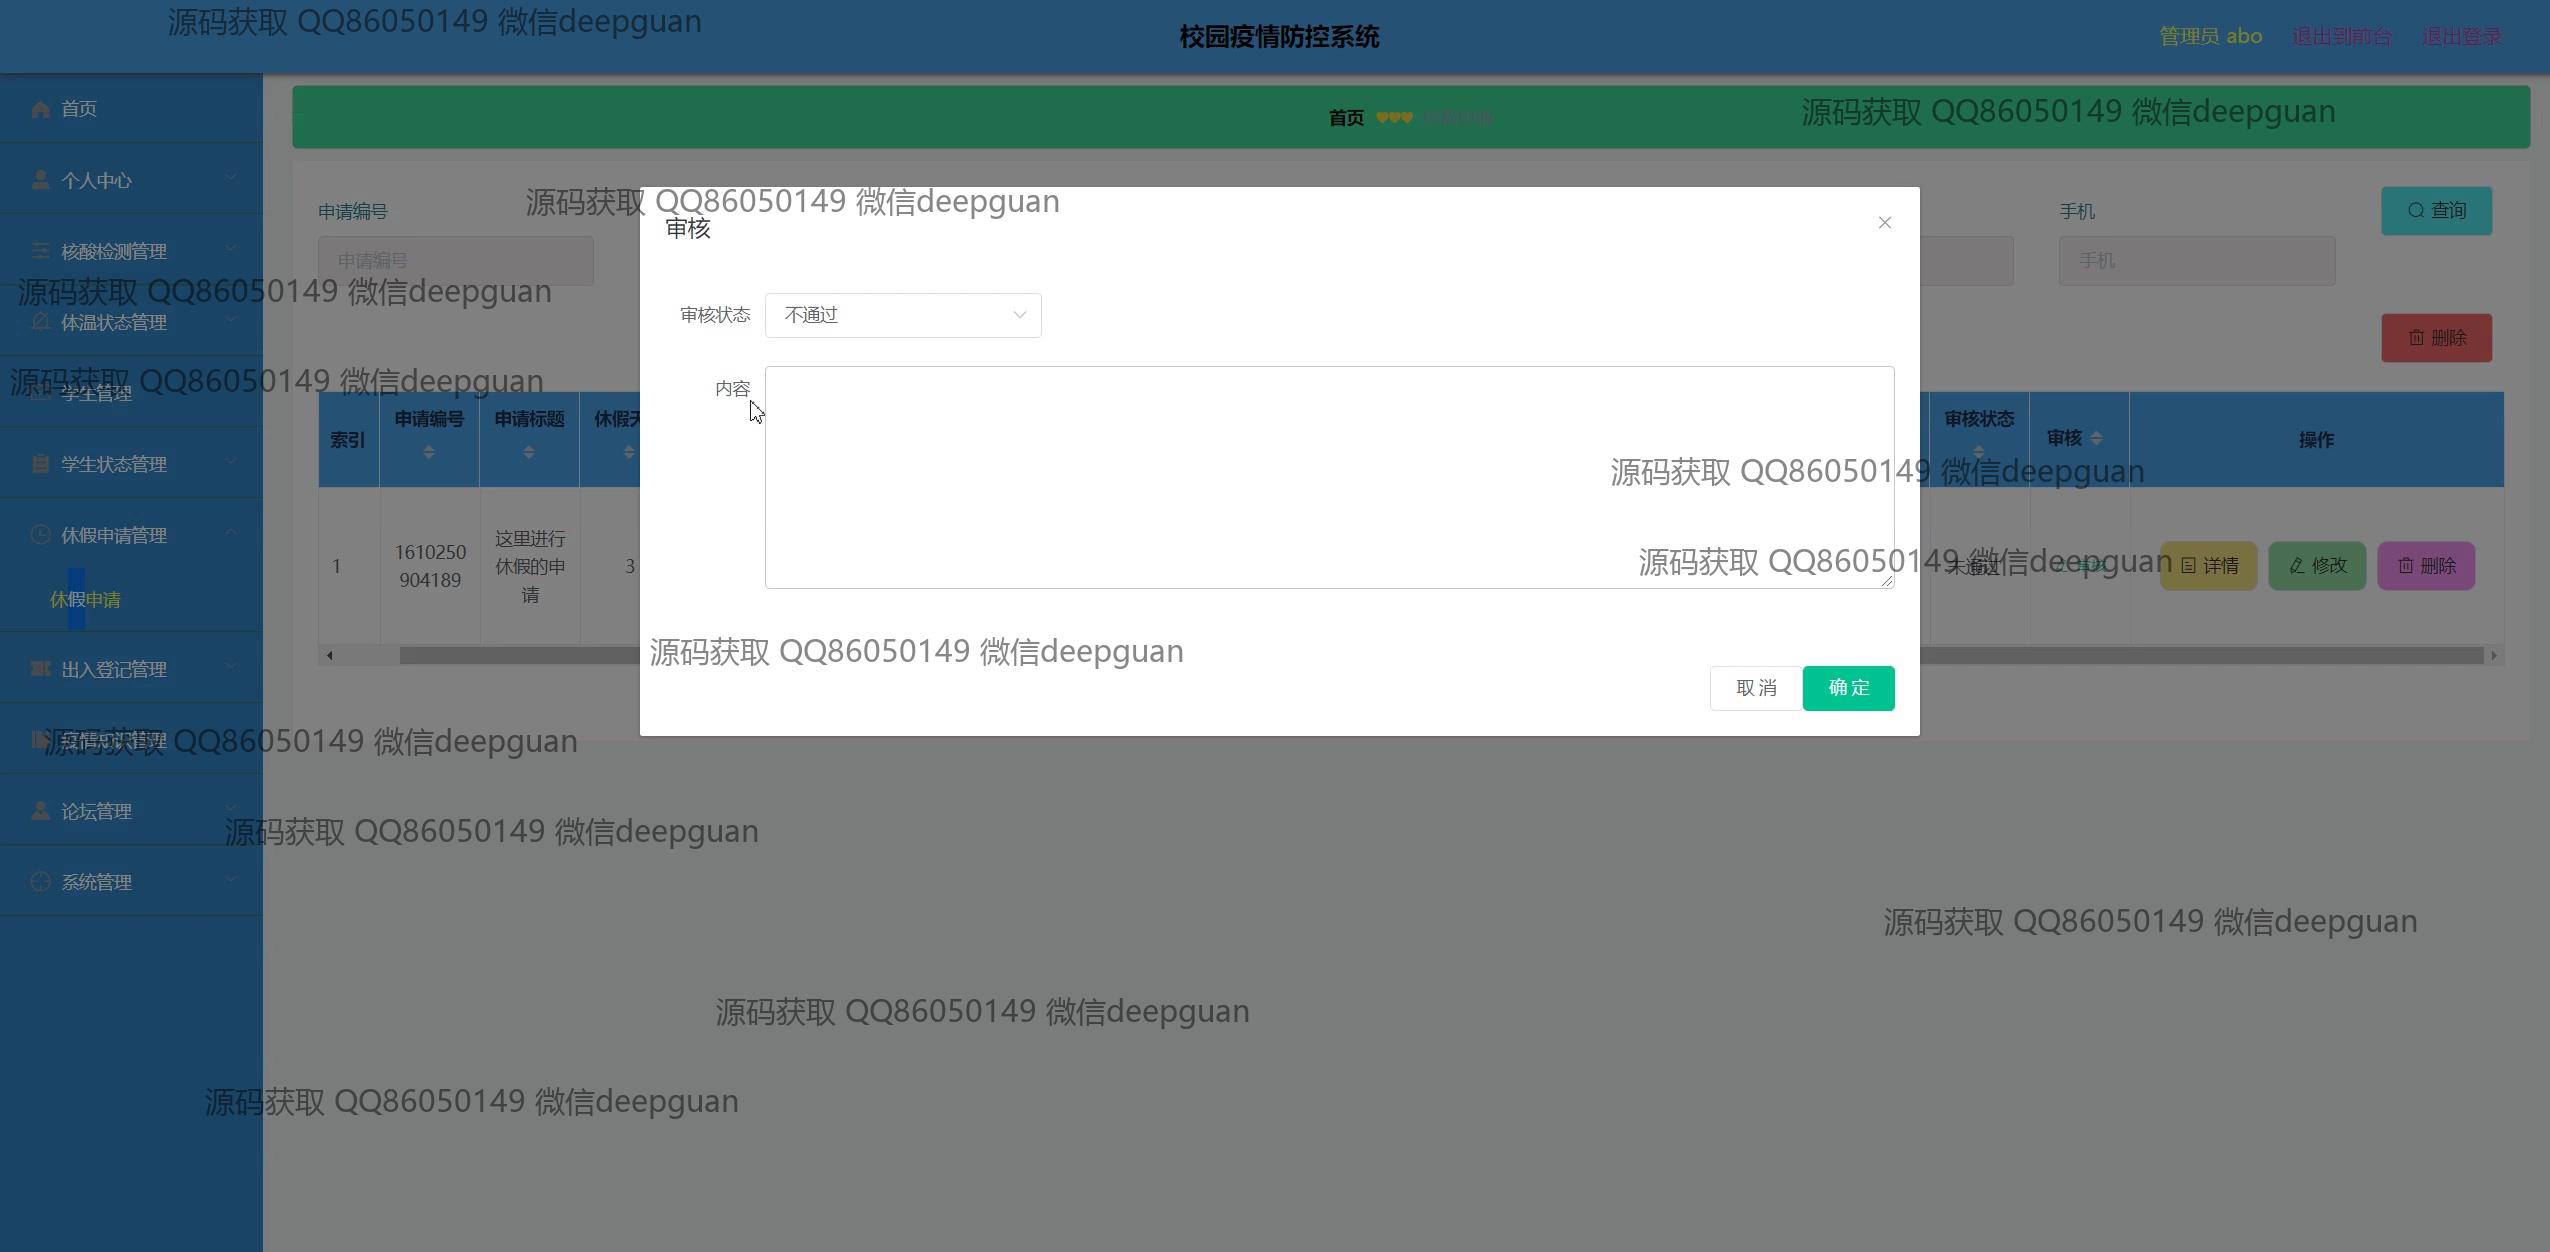 源码获取 QQ86050149 微信deepguan
校园疫情防控系统
管理员 abo
退出到前台
退出登录
首页
个人中心
核酸检测管理
源码获取 QQ86050149 微信deepguan
体温状态管理
源码获取 QQ86050149 微信deepguan
学生管理
学生状态管理
休假申请管理
休假申请
出入登记管理
疫情知识管理
源码获取 QQ86050149 微信deepguan
论坛管理
系统管理
首页
源码获取 QQ86050149 微信deepguan
源码获取 QQ86050149 微信deepguan
申请编号
申请编号
手机
手机
查询
删除
索引
申请编号
申请标题
休假天
审核状态
审核
操作
1
1610250
904189
这里进行
休假的申
请
3
未通过
审核
详情
修改
删除
审核
审核状态
不通过
内容
源码获取 QQ86050149 微信deepguan
源码获取 QQ86050149 微信deepguan
源码获取 QQ86050149 微信deepguan
取消
确定
源码获取 QQ86050149 微信deepguan
源码获取 QQ86050149 微信deepguan
源码获取 QQ86050149 微信deepguan
源码获取 QQ86050149 微信deepguan